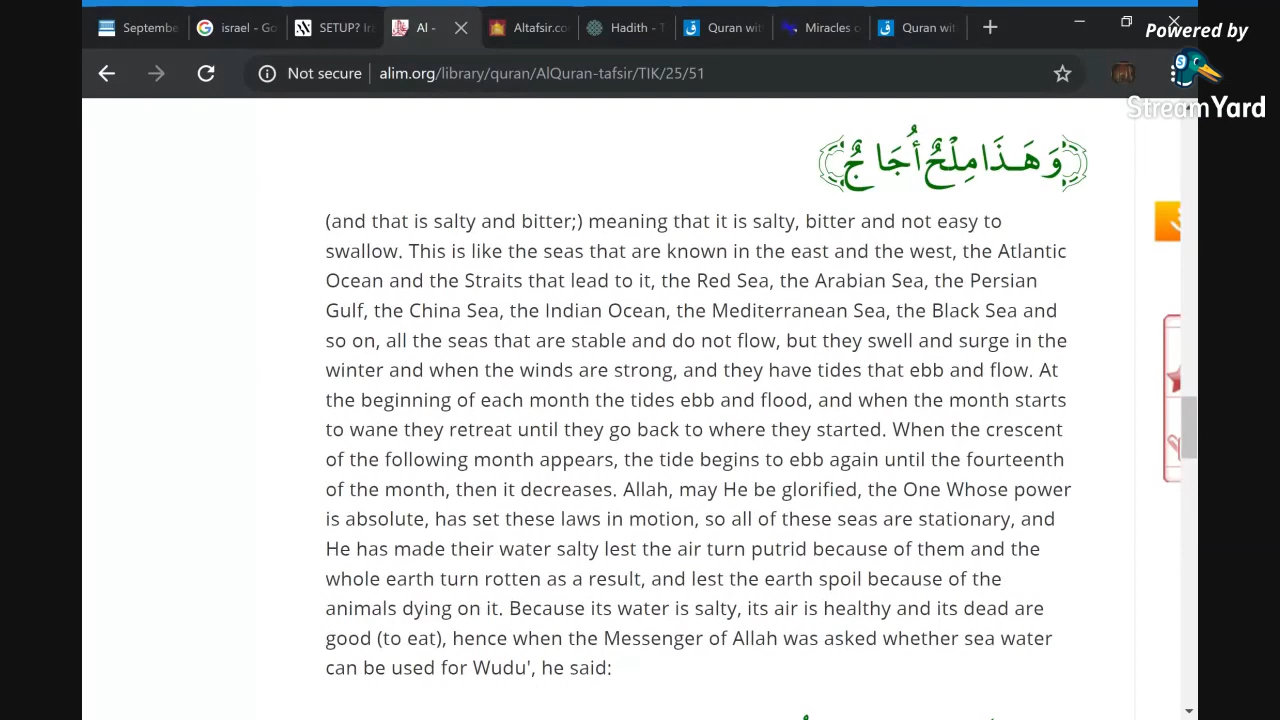 Septembe
israel - Go
SETUP? Ir
Al -
Altafsir.co
Hadith - T
Quran wit
Miracles o
Quran wit
Powered by
Not secure
alim.org/library/quran/AlQuran-tafsir/TIK/25/51
StreamYard
وَهَـذَا مِلْحٌ أُجَاجٌ
(and that is salty and bitter;) meaning that it is salty, bitter and not easy to
swallow. This is like the seas that are known in the east and the west, the Atlantic
Ocean and the Straits that lead to it, the Red Sea, the Arabian Sea, the Persian
Gulf, the China Sea, the Indian Ocean, the Mediterranean Sea, the Black Sea and
so on, all the seas that are stable and do not flow, but they swell and surge in the
winter and when the winds are strong, and they have tides that ebb and flow. At
the beginning of each month the tides ebb and flood, and when the month starts
to wane they retreat until they go back to where they started. When the crescent
of the following month appears, the tide begins to ebb again until the fourteenth
of the month, then it decreases. Allah, may He be glorified, the One Whose power
is absolute, has set these laws in motion, so all of these seas are stationary, and
He has made their water salty lest the air turn putrid because of them and the
whole earth turn rotten as a result, and lest the earth spoil because of the
animals dying on it. Because its water is salty, its air is healthy and its dead are
good (to eat), hence when the Messenger of Allah was asked whether sea water
can be used for Wudu', he said: